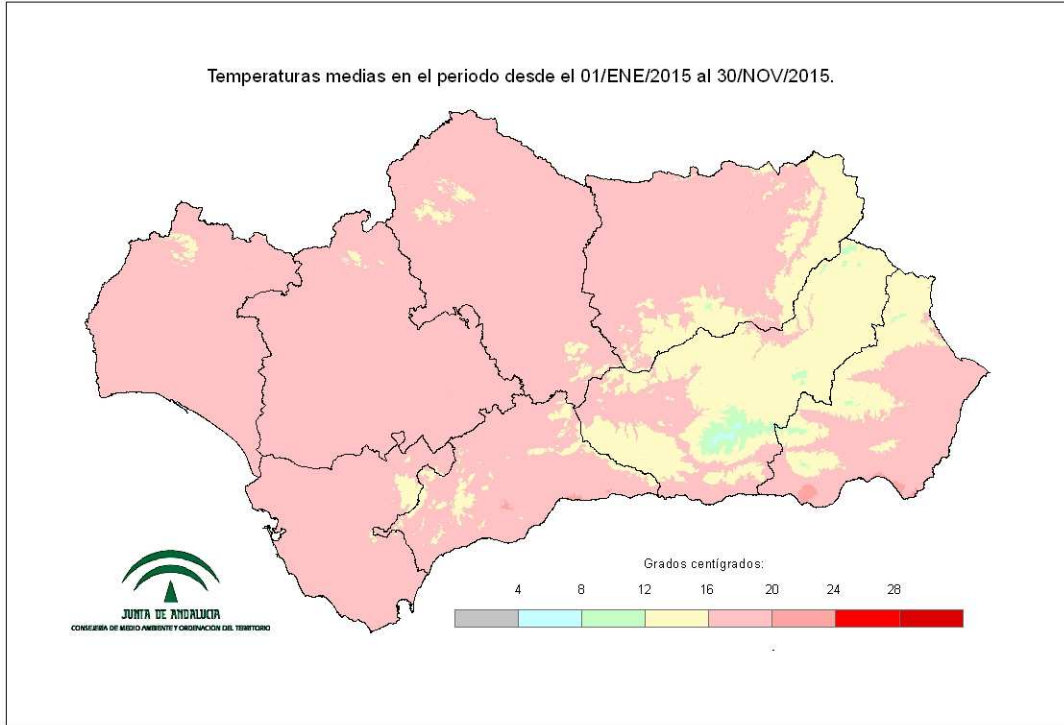 Temperaturas medias en el periodo desde el 01/ENE/2015 al 30/NOV/2015.
Grados centígrados:
4 8 12 16 20 24 28
JUNTA DE ANDALUCIA
CONSEJERÍA DE MEDIO AMBIENTE Y ORDENACIÓN DEL TERRITORIO